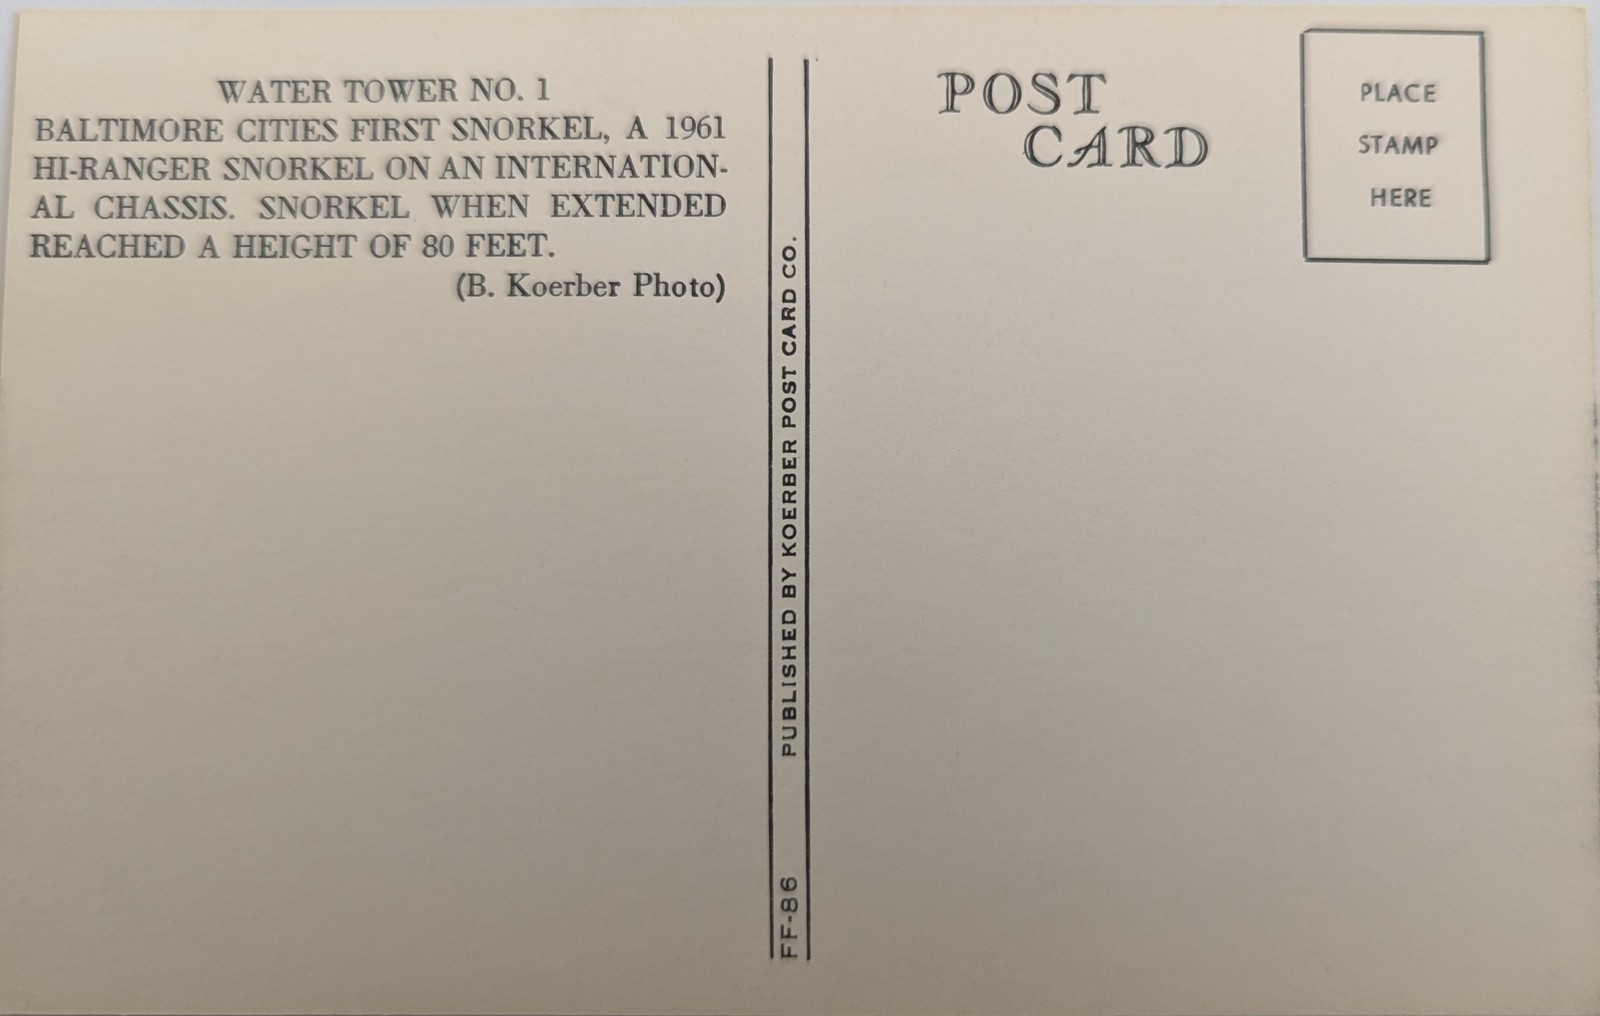 WATER TOWER NO. 1
BALTIMORE CITIES FIRST SNORKEL, A 1961
HI-RANGER SNORKEL ON AN INTERNATION-
AL CHASSIS. SNORKEL WHEN EXTENDED
REACHED A HEIGHT OF 80 FEET.
(B. Koerber Photo)
FF-86 PUBLISHED BY KOERBER POST CARD CO.
POST
CARD
PLACE
STAMP
HERE